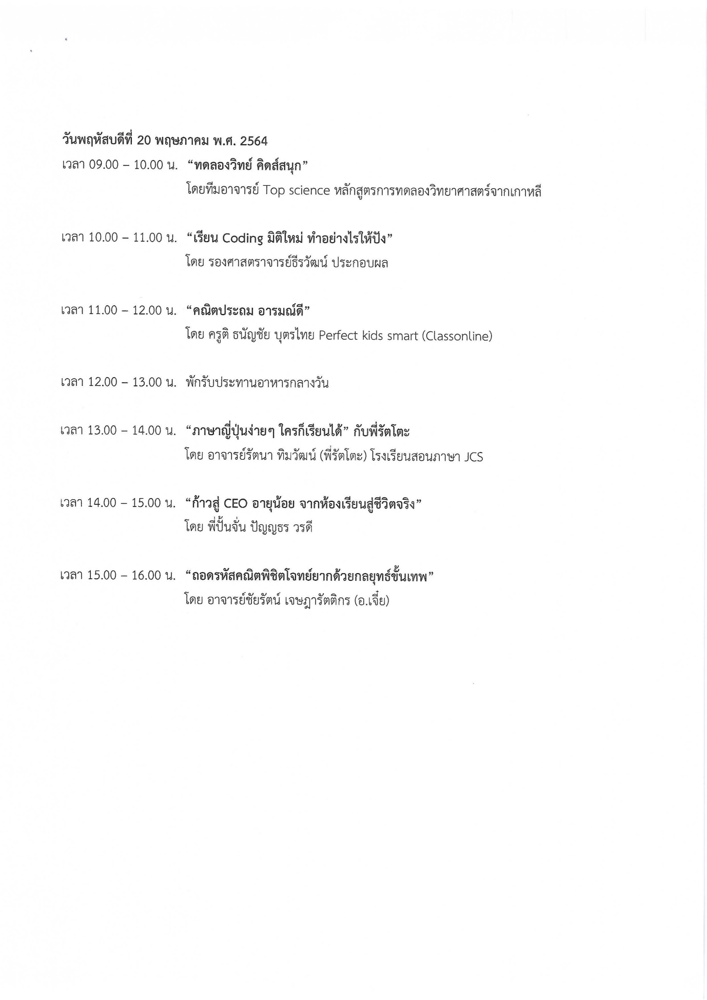 วันพฤหัสบดีที่ 20 พฤษภาคม พ.ศ. 2564
เวลา 09.00 – 10.00 น. “ทดลองวิทย์ คิดส์สนุก”
โดยทีมอาจารย์ Top science หลักสูตรการทดลองวิทยาศาสตร์จากเกาหลี
เวลา 10.00 – 11.00 น. “เรียน Coding มิติใหม่ ทำอย่างไรให้ปัง”
โดย รองศาสตราจารย์ธีรวัฒน์ ประกอบผล
เวลา 11.00 – 12.00 น. “คณิตประถม อารมณ์ดี”
โดย ครูติ ธนัญชัย บุตรไทย Perfect kids smart (Classonline)
เวลา 12.00 – 13.00 น. พักรับประทานอาหารกลางวัน
เวลา 13.00 – 14.00 น. “ภาษาญี่ปุ่นง่ายๆ ใครก็เรียนได้” กับพี่รัตโตะ
โดย อาจารย์รัตนา ทิมวัฒน์ (พี่รัตโตะ) โรงเรียนสอนภาษา JCS
เวลา 14.00 – 15.00 น. “ก้าวสู่ CEO อายุน้อย จากห้องเรียนสู่ชีวิตจริง”
โดย พี่ปั้นจั่น ปัญญธร วรดี
เวลา 15.00 – 16.00 น. “ถอดรหัสคณิตพิชิตโจทย์ยากด้วยกลยุทธ์ขั้นเทพ”
โดย อาจารย์ชัยรัตน์ เจษฎารัตติกร (อ.เจี๋ย)